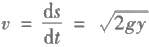 v = ds/dt = √2gy